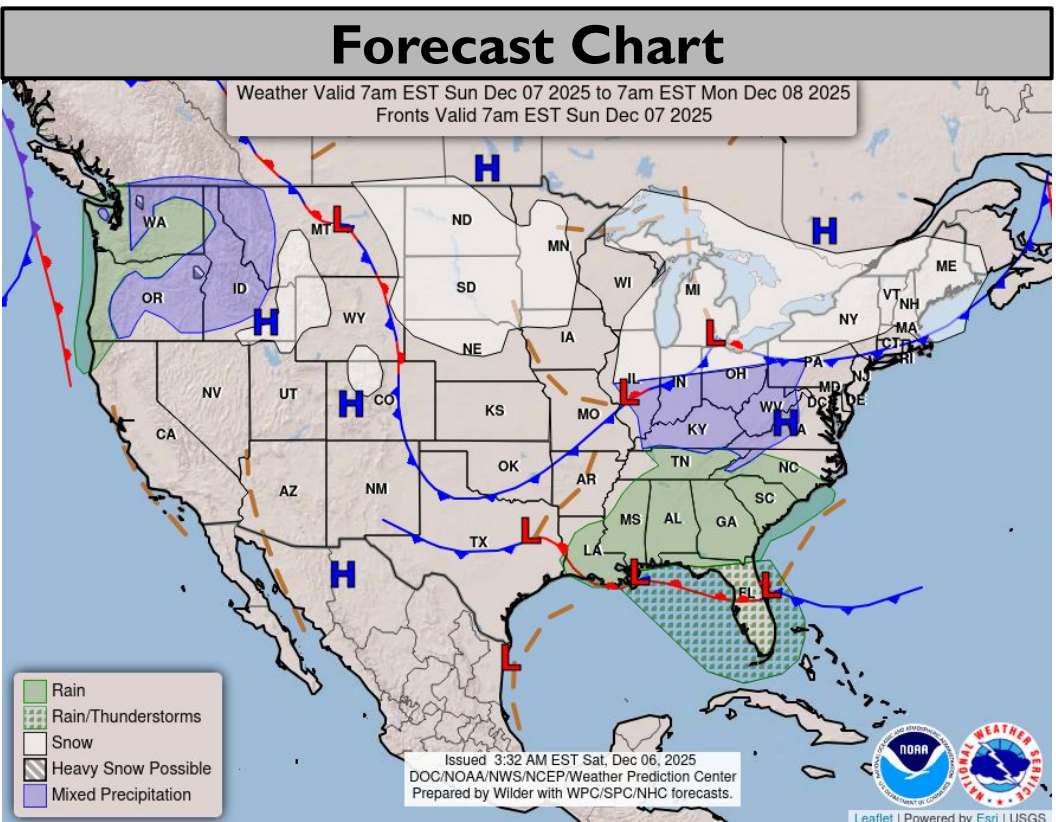 Forecast Chart
Weather Valid 7am EST Sun Dec 07 2025 to 7am EST Mon Dec 08 2025
Fronts Valid 7am EST Sun Dec 07 2025
H
H
WA
MT
L
ND
MN
ME
OR
ID
SD
WI
MI
VT
NH
H
WY
NY
MA
L
CT
RI
NE
IA
PA
NV
UT
H
CO
IL
L
IN
OH
NJ
MD
DE
DC
KS
MO
WV
H
VA
CA
KY
OK
TN
NC
AZ
NM
AR
SC
MS
AL
GA
TX
L
LA
H
L
FL
L
L
Rain
Rain/Thunderstorms
Snow
Heavy Snow Possible
Mixed Precipitation
Issued 3:32 AM EST Sat, Dec 06, 2025
DOC/NOAA/NWS/NCEP/Weather Prediction Center
Prepared by Wilder with WPC/SPC/NHC forecasts.
NOAA
NATIONAL WEATHER SERVICE
Leaflet | Powered by Esri | USGS